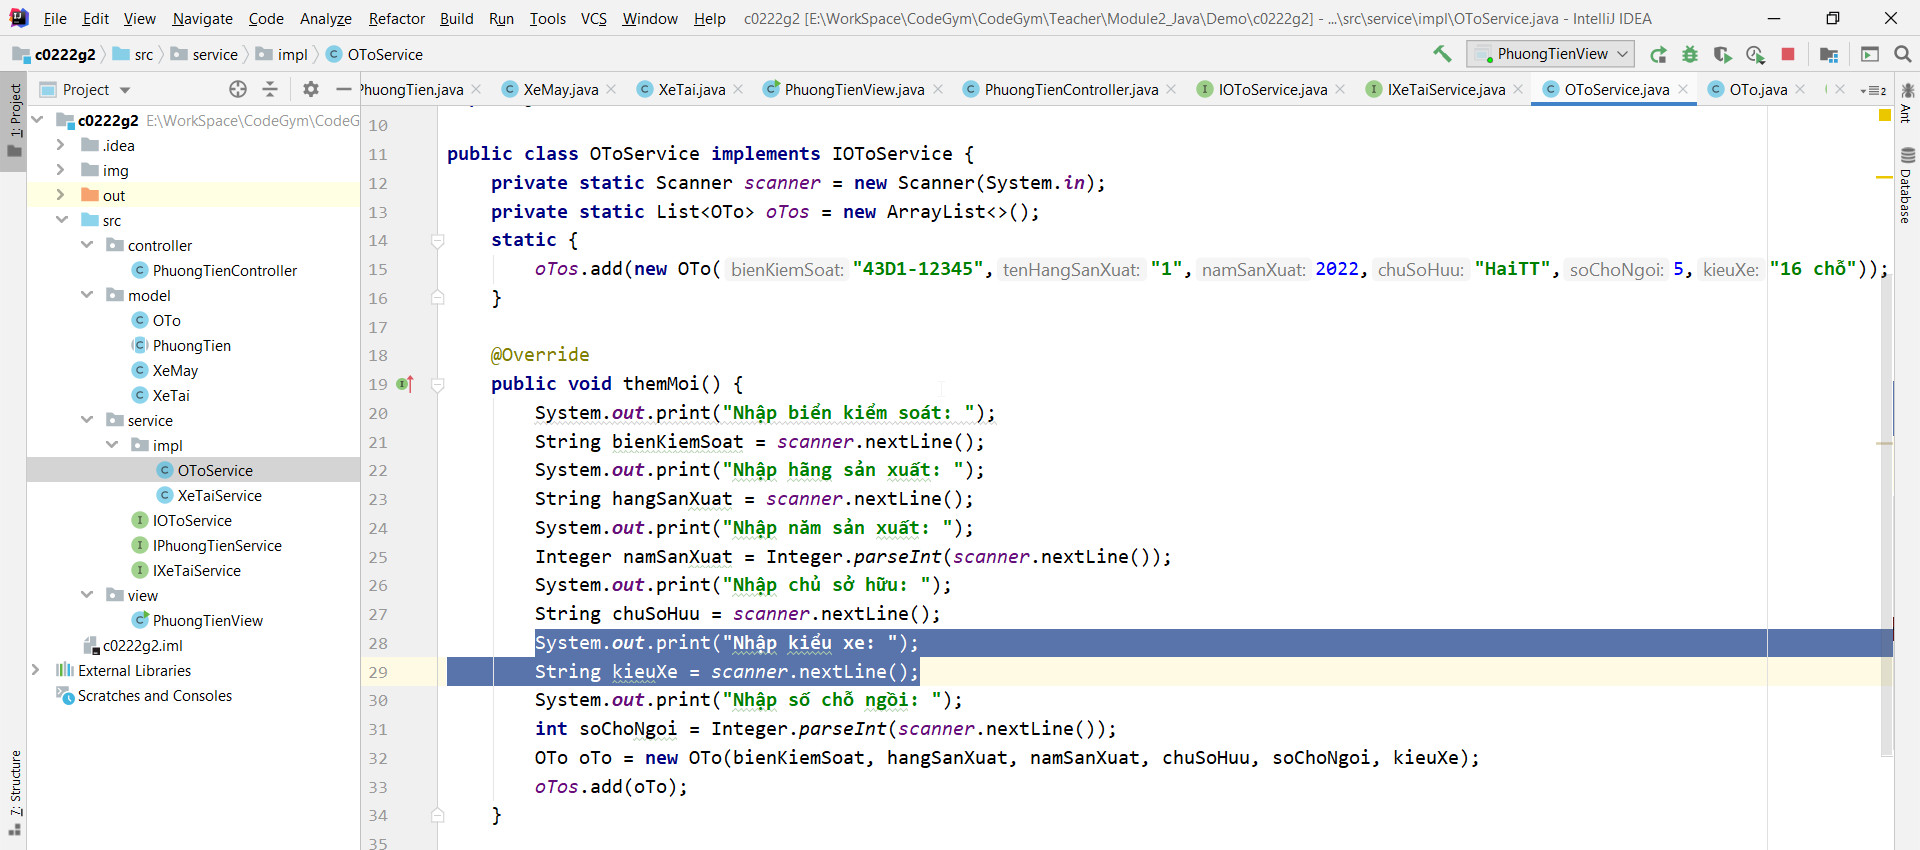 File Edit View Navigate Code Analyze Refactor Build Run Tools VCS Window Help c0222g2 [E:\WorkSpace\CodeGym\CodeGym\Teacher\Module2_Java\Demo\c0222g2] - ...\src\service\impl\OToService.java - IntelliJ IDEA
c0222g2 src service impl OToService PhuongTienView
Project
PhuongTien.java XeMay.java XeTai.java PhuongTienView.java PhuongTienController.java IOToService.java IXeTaiService.java OToService.java OTo.java 2
1: Project
7: Structure
Ant
Database
c0222g2 E:\WorkSpace\CodeGym\CodeG
.idea
img
out
src
controller
PhuongTienController
model
OTo
PhuongTien
XeMay
XeTai
service
impl
OToService
XeTaiService
IOToService
IPhuongTienService
IXeTaiService
view
PhuongTienView
c0222g2.iml
External Libraries
Scratches and Consoles
10
11 public class OToService implements IOToService {
12 private static Scanner scanner = new Scanner(System.in);
13 private static List<OTo> oTos = new ArrayList<>();
14 static {
15 oTos.add(new OTo( bienKiemSoat: "43D1-12345", tenHangSanXuat: "1", namSanXuat: 2022, chuSoHuu: "HaiTT", soChoNgoi: 5, kieuXe: "16 chỗ"));
16 }
17
18 @Override
19 public void themMoi() {
20 System.out.print("Nhập biển kiểm soát: ");
21 String bienKiemSoat = scanner.nextLine();
22 System.out.print("Nhập hãng sản xuất: ");
23 String hangSanXuat = scanner.nextLine();
24 System.out.print("Nhập năm sản xuất: ");
25 Integer namSanXuat = Integer.parseInt(scanner.nextLine());
26 System.out.print("Nhập chủ sở hữu: ");
27 String chuSoHuu = scanner.nextLine();
28 System.out.print("Nhập kiểu xe: ");
29 String kieuXe = scanner.nextLine();
30 System.out.print("Nhập số chỗ ngồi: ");
31 int soChoNgoi = Integer.parseInt(scanner.nextLine());
32 OTo oTo = new OTo(bienKiemSoat, hangSanXuat, namSanXuat, chuSoHuu, soChoNgoi, kieuXe);
33 oTos.add(oTo);
34 }
35